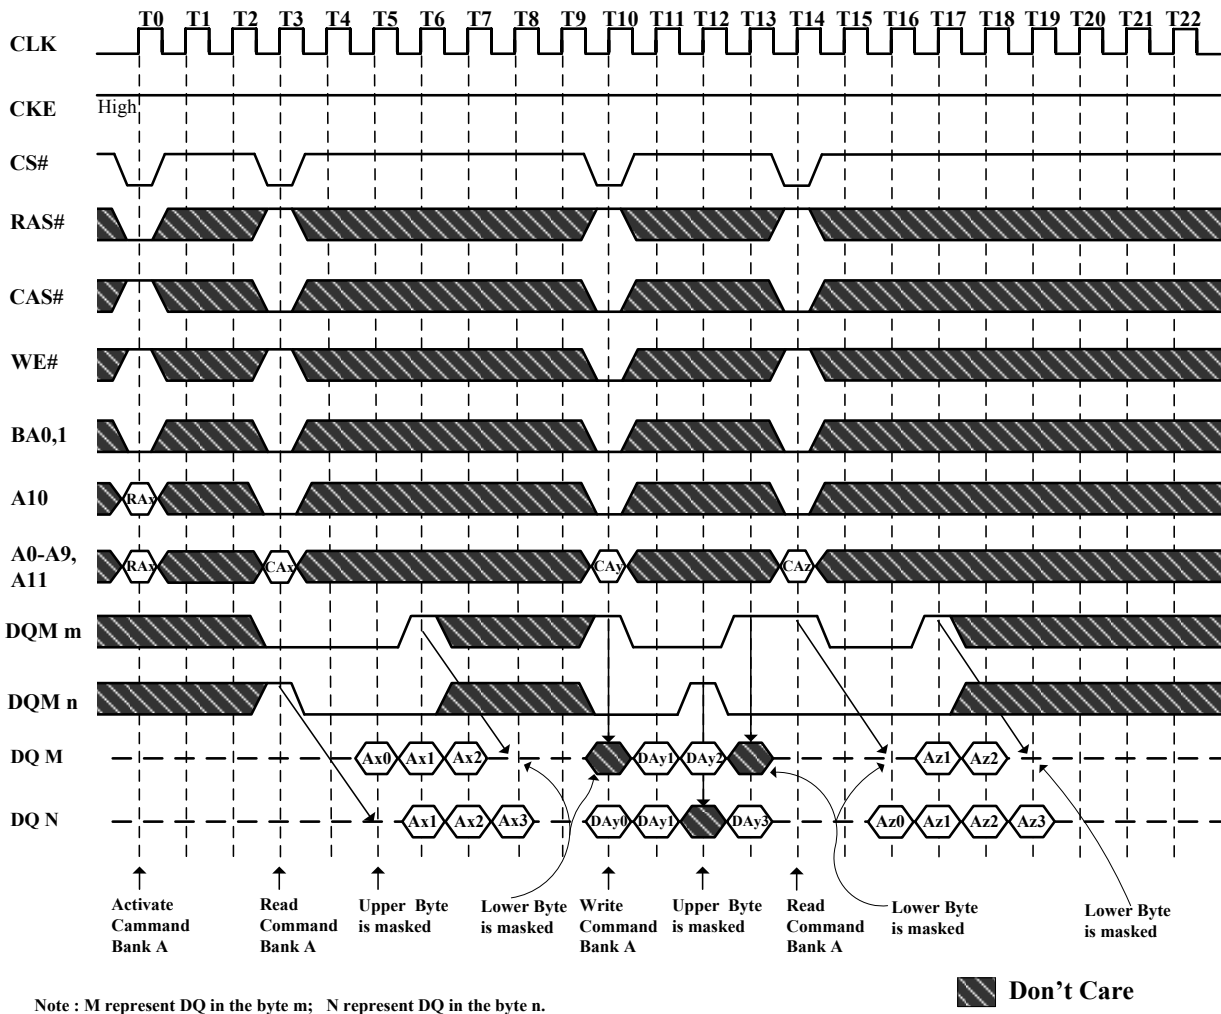 T0 T1 T2 T3 T4 T5 T6 T7 T8 T9 T10 T11 T12 T13 T14 T15 T16 T17 T18 T19 T20 T21 T22
CLK
CKE High
CS#
RAS#
CAS#
WE#
BA0,1
A10 RAx
A0-A9,
A11 RAx CAx CAy CAz
DQM m
DQM n
DQ M Ax0 Ax1 Ax2 DAy1 DAy2 Az1 Az2
DQ N Ax1 Ax2 Ax3 DAy0 DAy1 DAy3 Az0 Az1 Az2 Az3
Activate
Cammand
Bank A
Read
Command
Bank A
Upper Byte
is masked
Lower Byte
is masked
Write
Command
Bank A
Upper Byte
is masked
Read
Command
Bank A
Lower Byte
is masked
Lower Byte
is masked
Don't Care
Note : M represent DQ in the byte m; N represent DQ in the byte n.